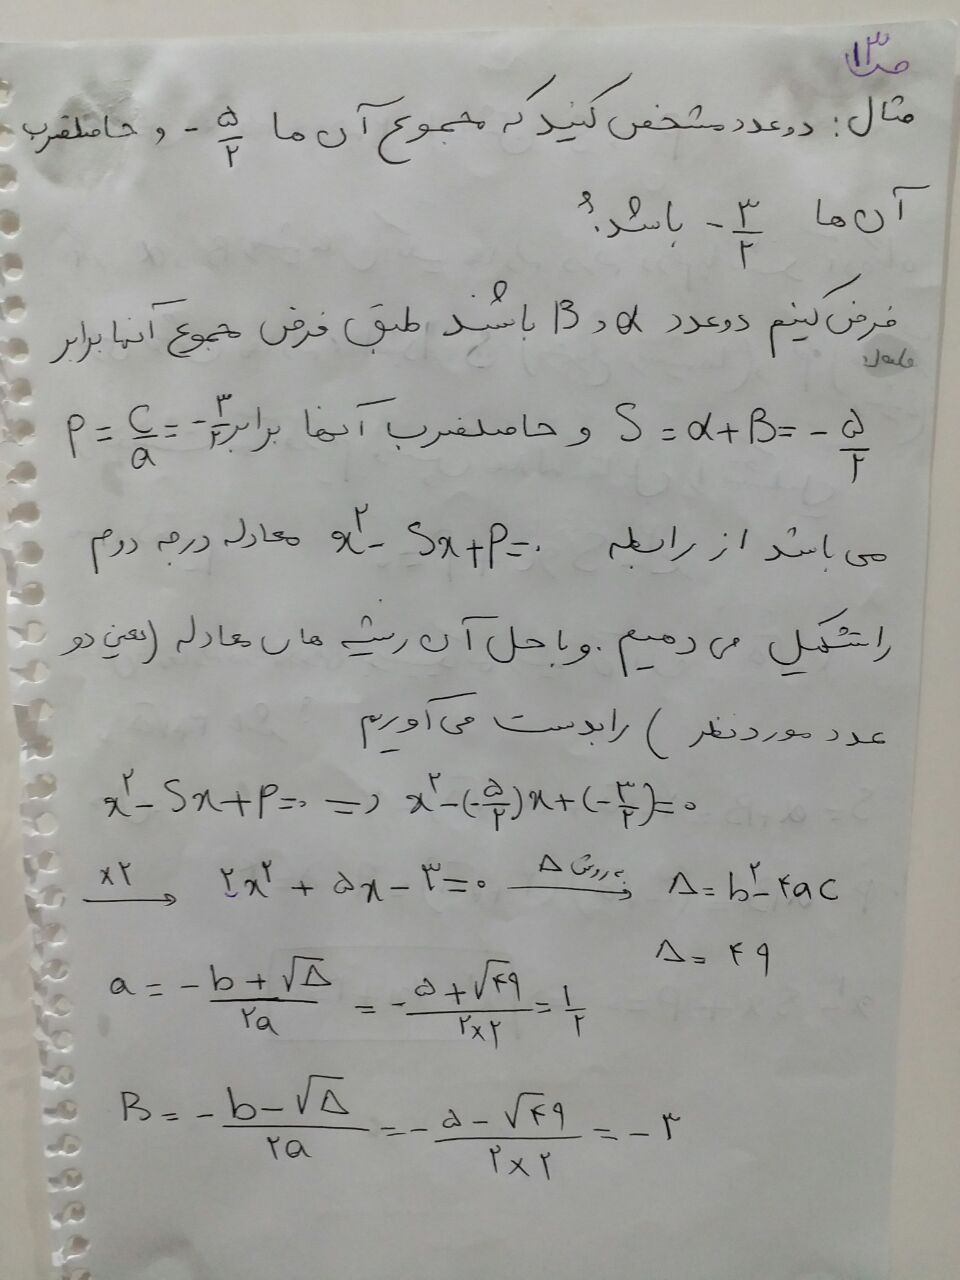 ص ۱۳
مثال: دو عدد مشخص کنید که مجموع آن ها -۵/۲ و حاصلضرب
آن ها -۳/۲ باشد؟
فرض کنیم دو عدد α و B باشند طبق فرض مجموع آنها برابر
S = α + B = -۵/۲ و حاصلضرب آنها برابر P = C/a = -۳/۲
می باشد از رابطه x² - Sx + P = ۰ معادله درجه دوم
را تشکیل می دهیم. و با حل آن ریشه های معادله (یعنی دو
عدد مورد نظر) را بدست می آوریم
x² - Sx + P = ۰ => x² - (-۵/۲)x + (-۳/۲) = ۰
×۲ → ۲x² + ۵x - ۳ = ۰ به روش Δ → Δ = b² - ۴ac
Δ = ۴۹
a = -b + √Δ / ۲a = -۵ + √۴۹ / ۲×۲ = ۱/۲
B = -b - √Δ / ۲a = -۵ - √۴۹ / ۲×۲ = -۳